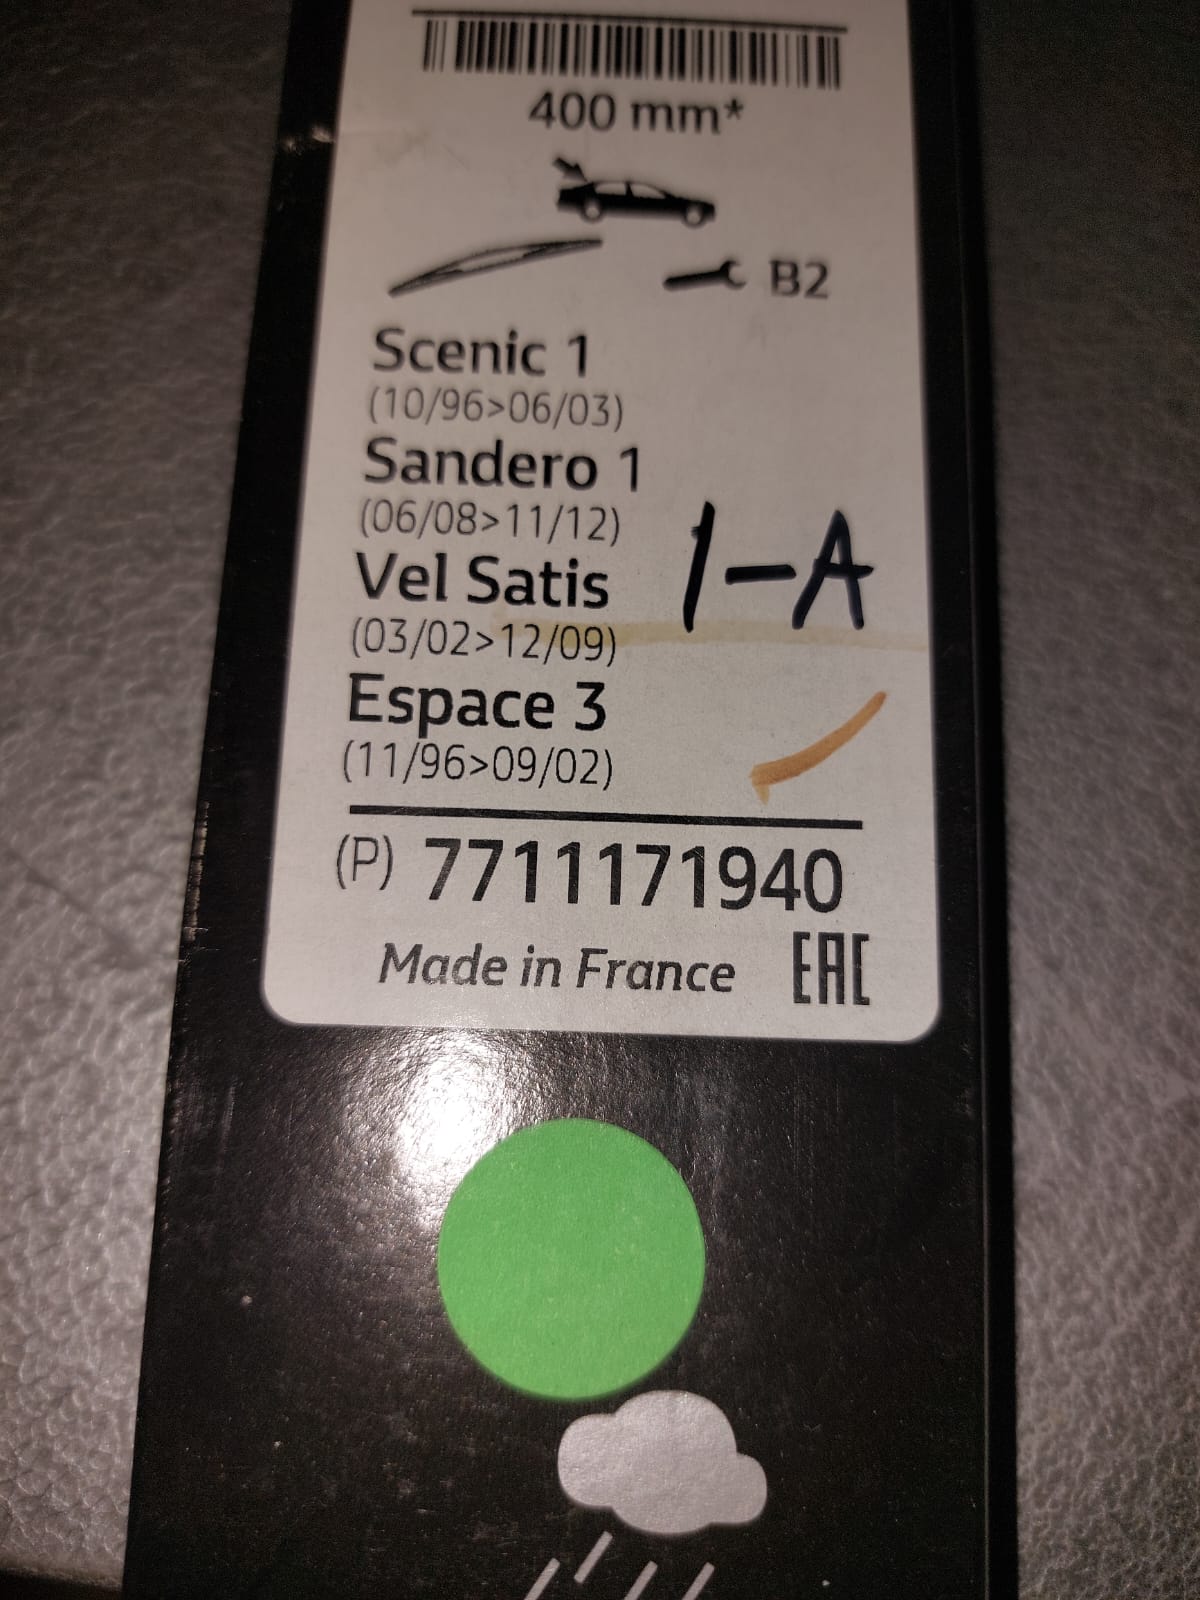 400 mm*
B2
Scenic 1
(10/96>06/03)
Sandero 1
(06/08>11/12)
Vel Satis
(03/02>12/09)
1-A
Espace 3
(11/96>09/02)
(P) 7711171940
Made in France EAC